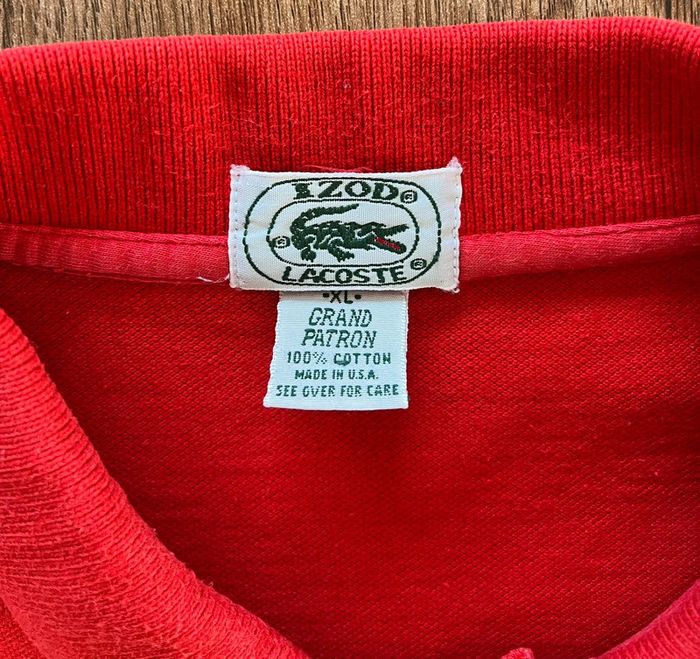 IZOD®
®
LACOSTE ®
·XL·
GRAND
PATRON
100% COTTON
MADE IN U.S.A.
SEE OVER FOR CARE